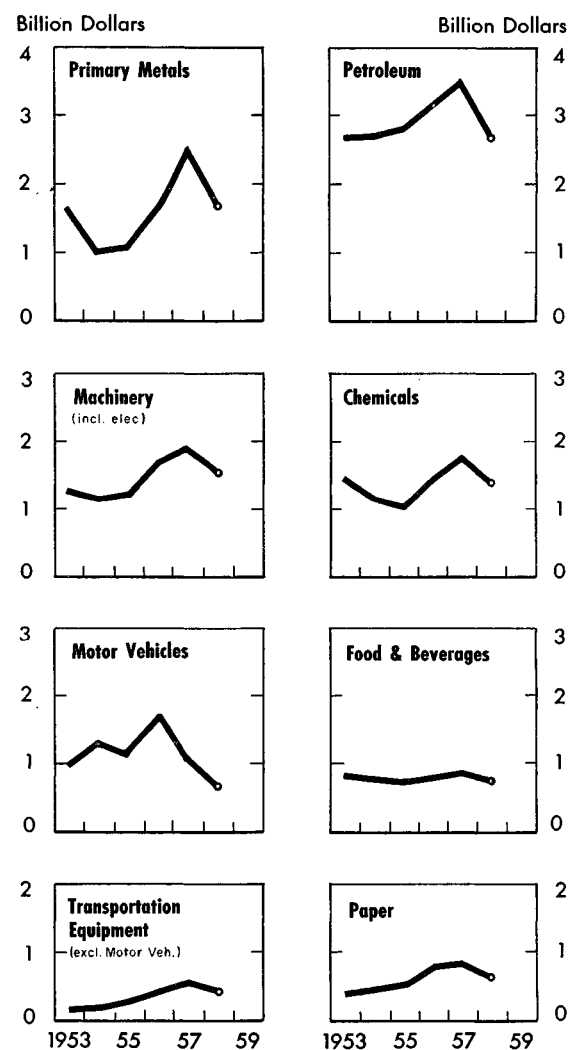 Billion Dollars
Billion Dollars
4
Primary Metals
3
2
1
0
Petroleum
4
3
2
1
0
3
Machinery
(incl. elec)
2
1
0
Chemicals
3
2
1
0
3
Motor Vehicles
2
1
0
Food & Beverages
3
2
1
0
2
Transportation
Equipment
(excl. Motor Veh.)
1
0
1953 55 57 59
Paper
2
1
0
1953 55 57 59